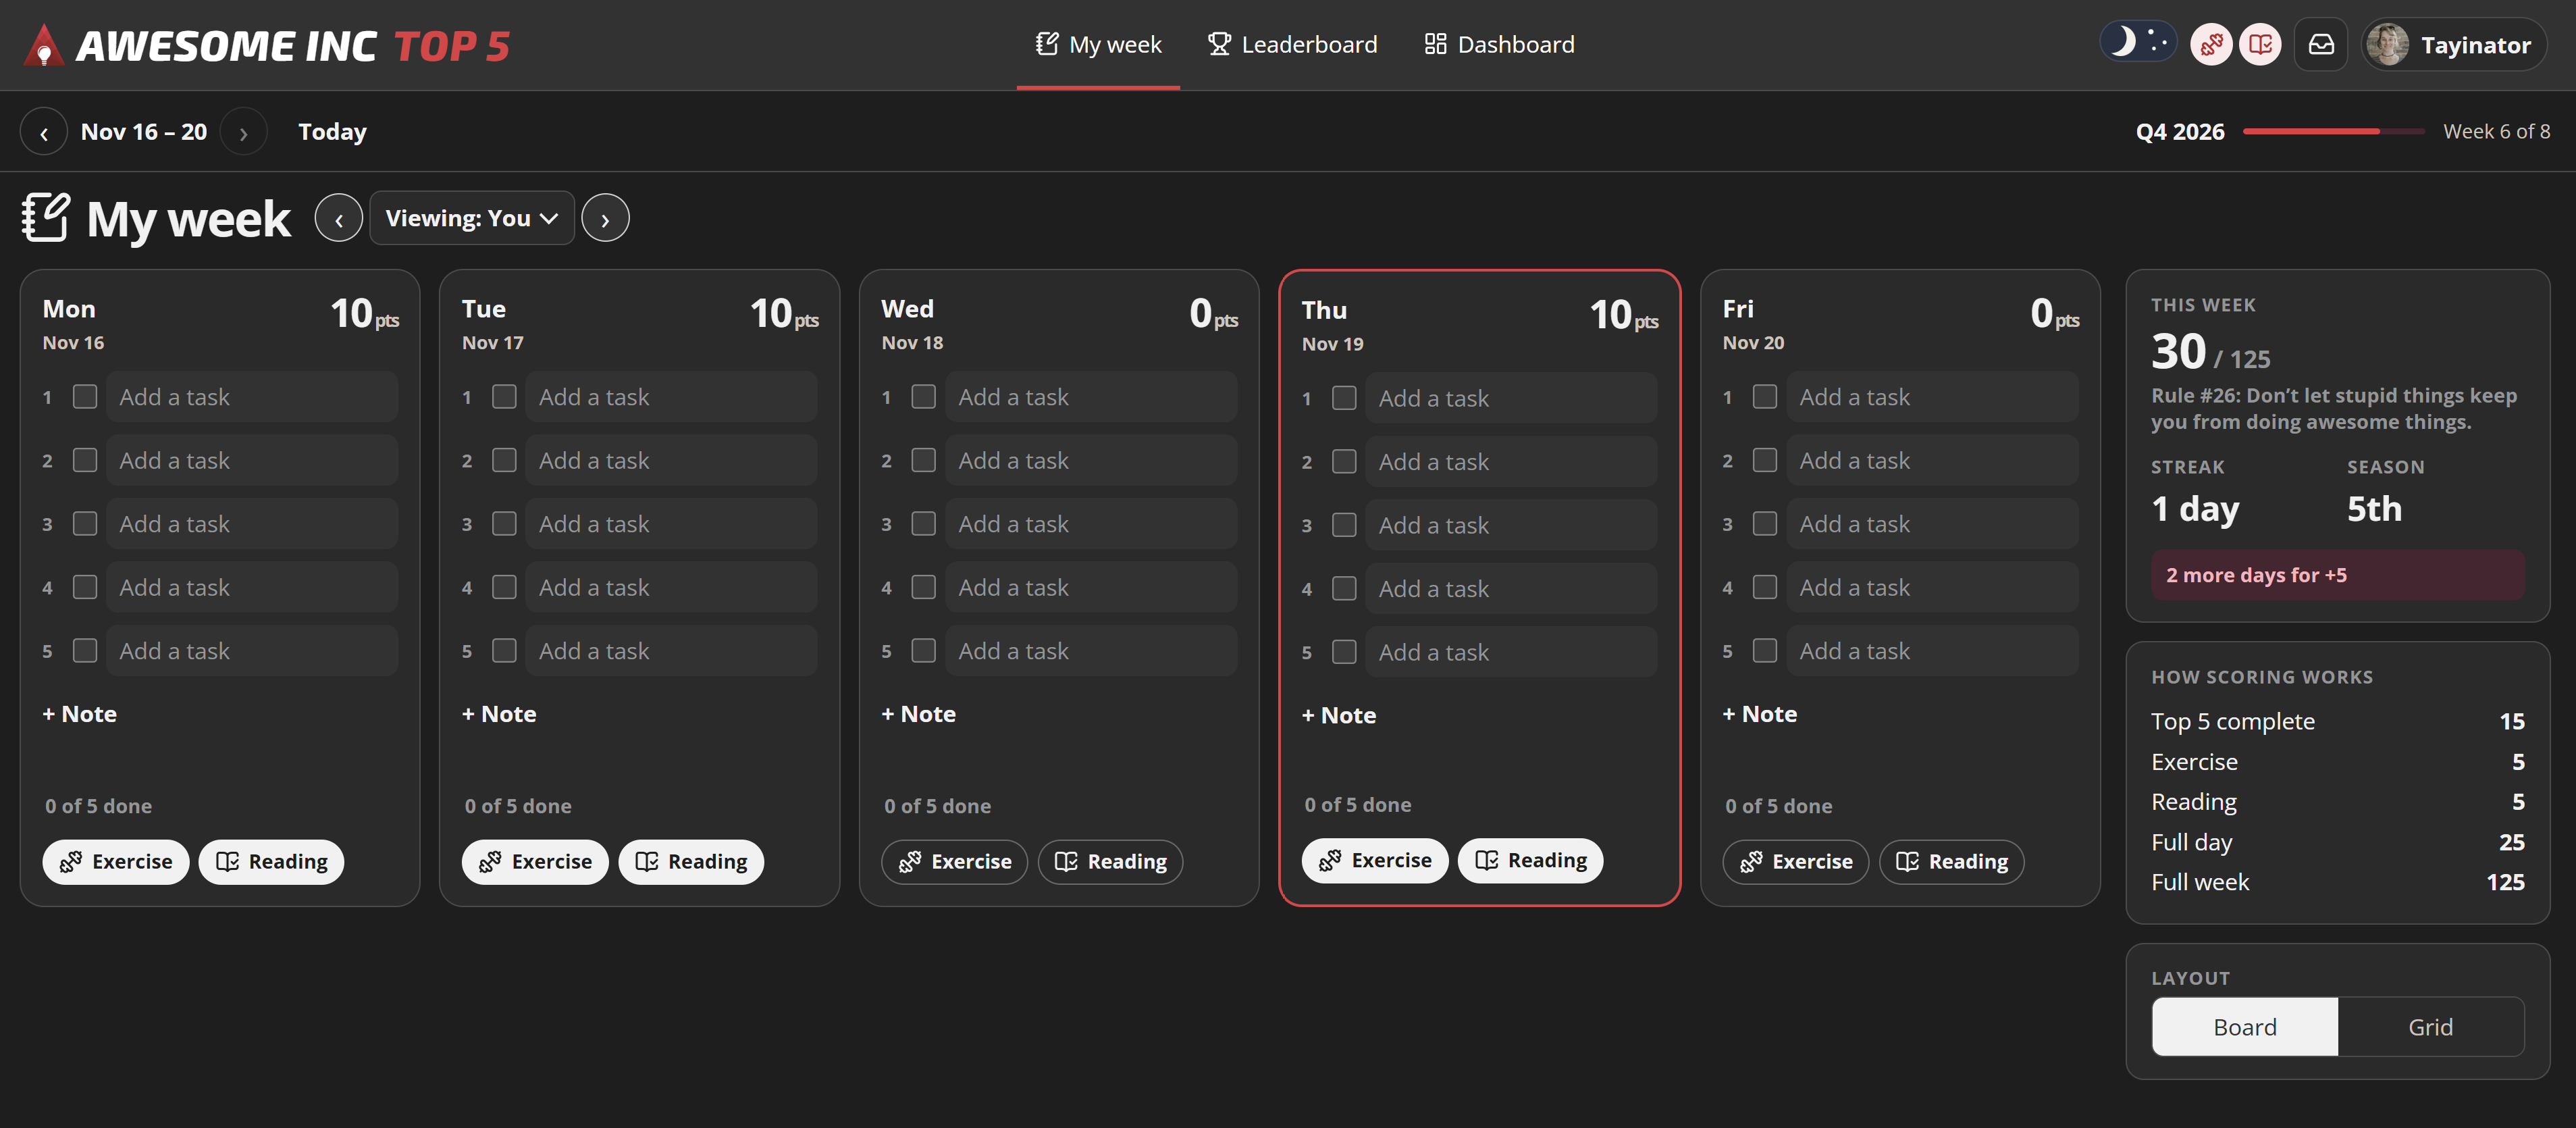 AWESOME INC TOP 5
My week
Leaderboard
Dashboard
Tayinator
Nov 16 – 20
Today
Q4 2026
Week 6 of 8
My week
Viewing: You
Mon
10 pts
Nov 16
1 Add a task
2 Add a task
3 Add a task
4 Add a task
5 Add a task
+ Note
0 of 5 done
Exercise
Reading
Tue
10 pts
Nov 17
1 Add a task
2 Add a task
3 Add a task
4 Add a task
5 Add a task
+ Note
0 of 5 done
Exercise
Reading
Wed
0 pts
Nov 18
1 Add a task
2 Add a task
3 Add a task
4 Add a task
5 Add a task
+ Note
0 of 5 done
Exercise
Reading
Thu
10 pts
Nov 19
1 Add a task
2 Add a task
3 Add a task
4 Add a task
5 Add a task
+ Note
0 of 5 done
Exercise
Reading
Fri
0 pts
Nov 20
1 Add a task
2 Add a task
3 Add a task
4 Add a task
5 Add a task
+ Note
0 of 5 done
Exercise
Reading
THIS WEEK
30 / 125
Rule #26: Don’t let stupid things keep
you from doing awesome things.
STREAK
1 day
SEASON
5th
2 more days for +5
HOW SCORING WORKS
Top 5 complete 15
Exercise 5
Reading 5
Full day 25
Full week 125
LAYOUT
Board
Grid